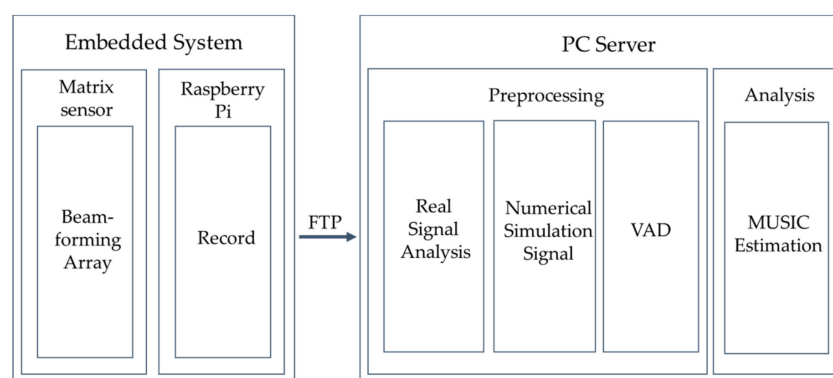 Embedded System
Matrix
sensor
Beam-
forming
Array
Raspberry
Pi
Record
FTP
PC Server
Preprocessing
Real
Signal
Analysis
Numerical
Simulation
Signal
VAD
Analysis
MUSIC
Estimation